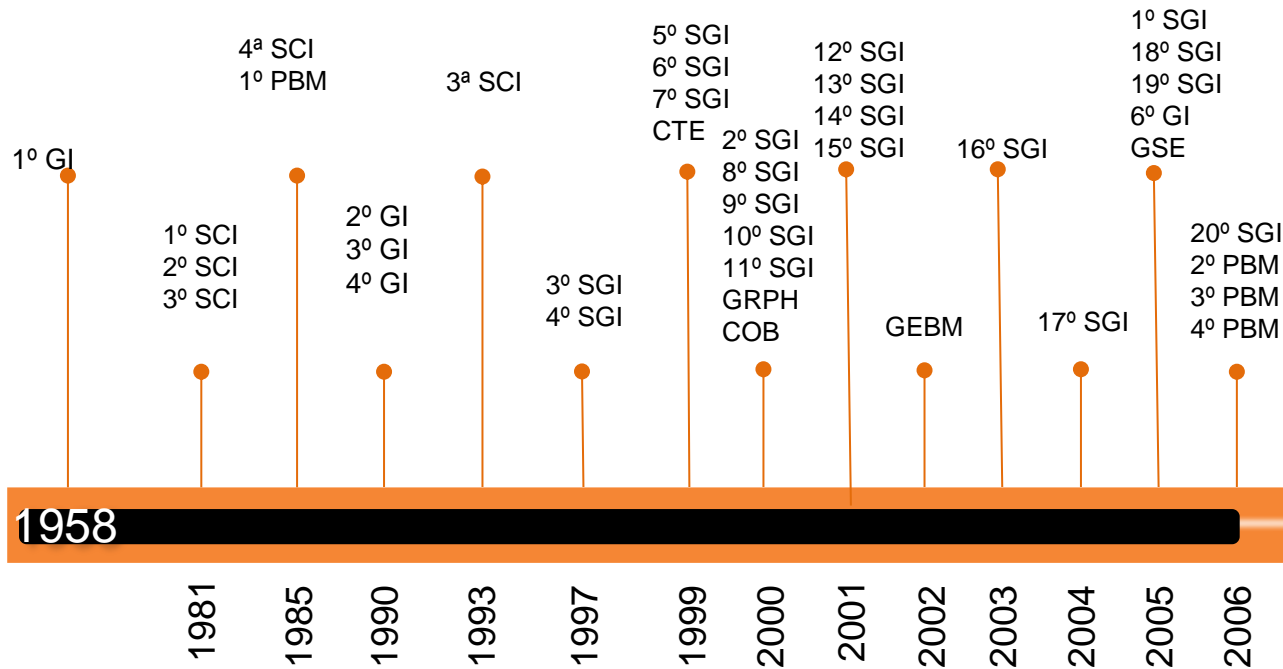 1º GI
1º SCI
2º SCI
3º SCI
4ª SCI
1º PBM
2º GI
3º GI
4º GI
3ª SCI
3º SGI
4º SGI
5º SGI
6º SGI
7º SGI
CTE
2º SGI
8º SGI
9º SGI
10º SGI
11º SGI
GRPH
COB
12º SGI
13º SGI
14º SGI
15º SGI
GEBM
16º SGI
17º SGI
1º SGI
18º SGI
19º SGI
6º GI
GSE
20º SGI
2º PBM
3º PBM
4º PBM
1958
1981
1985
1990
1993
1997
1999
2000
2001
2002
2003
2004
2005
2006